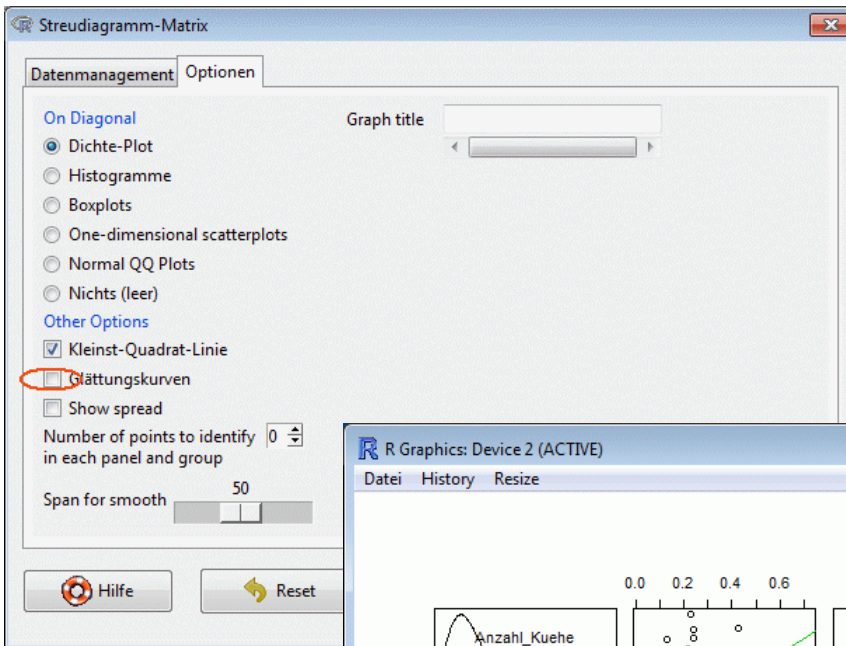 Streudiagramm-Matrix
Datenmanagement Optionen
On Diagonal
Graph title
Dichte-Plot
Histogramme
Boxplots
One-dimensional scatterplots
Normal QQ Plots
Nichts (leer)
Other Options
Kleinst-Quadrat-Linie
Glättungskurven
Show spread
Number of points to identify 0
in each panel and group
Span for smooth 50
Hilfe Reset
R Graphics: Device 2 (ACTIVE)
Datei History Resize
0.0 0.2 0.4 0.6
Anzahl_Kuehe